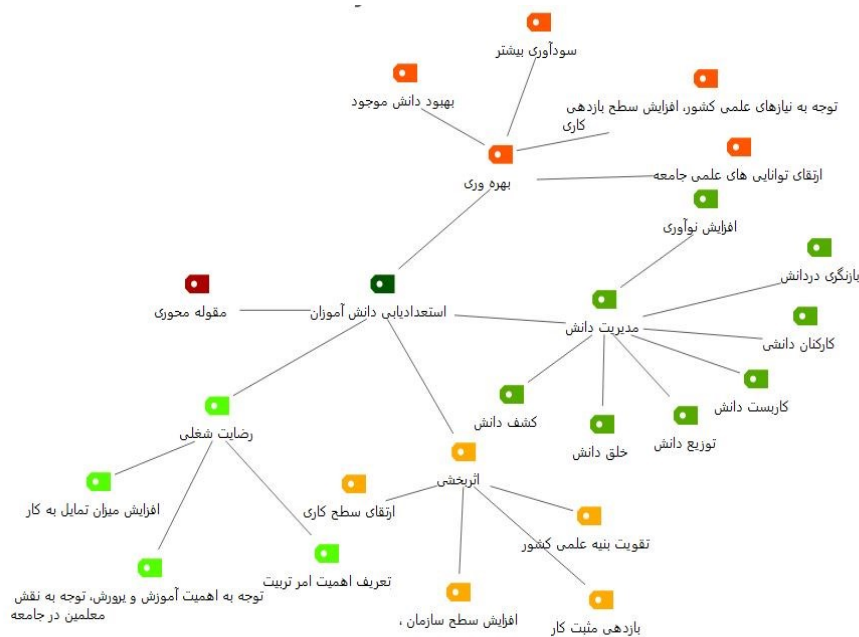 سودآوری بیشتر
بهبود دانش موجود
توجه به نیازهای علمی کشور، افزایش سطح بازدهی
کاری
بهره وری
ارتقای توانایی های علمی جامعه
افزایش نوآوری
بازنگری دردانش
مقوله محوری
استعدادیابی دانش آموزان
مدیریت دانش
کارکنان دانشی
کاربست دانش
کشف دانش
توزیع دانش
خلق دانش
رضایت شغلی
اثربخشی
افزایش میزان تمایل به کار
ارتقای سطح کاری
تقویت بنیه علمی کشور
تعریف اهمیت امر تربیت
توجه به اهمیت آموزش و پرورش، توجه به نقش
معلمین در جامعه
افزایش سطح سازمان ،
بازدهی مثبت کار